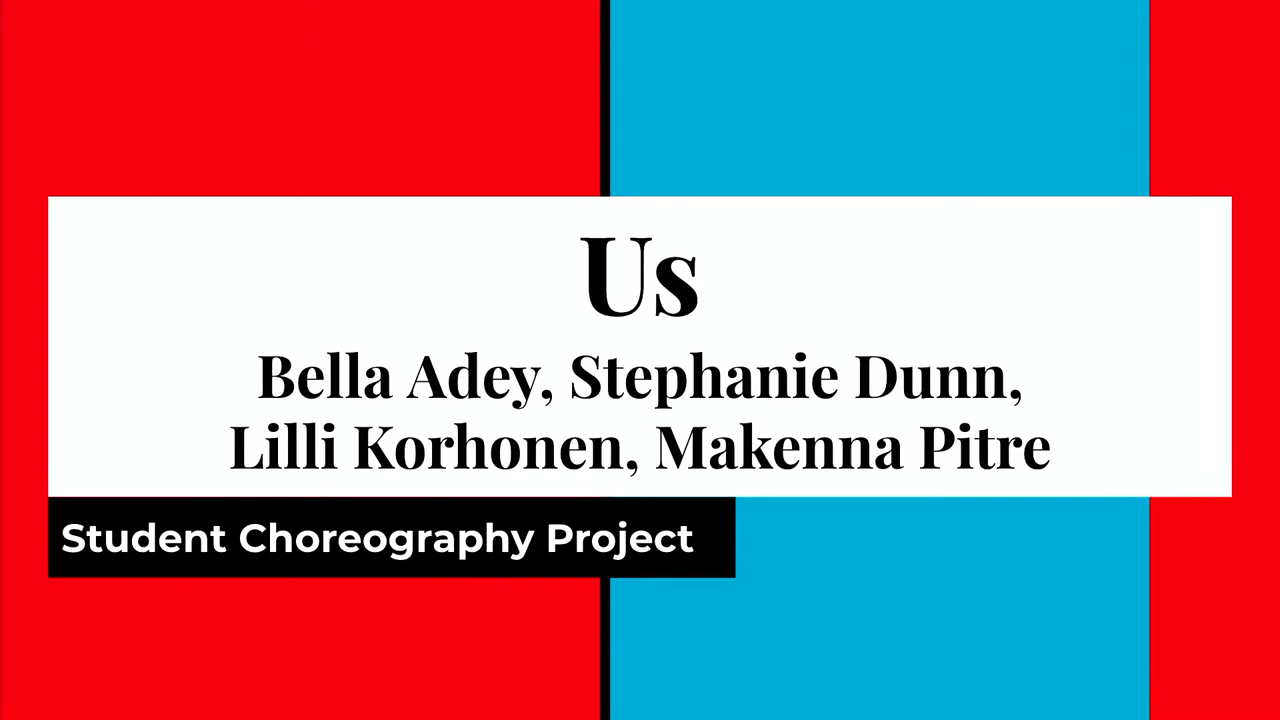 Us
Bella Adey, Stephanie Dunn,
Lilli Korhonen, Makenna Pitre
Student Choreography Project